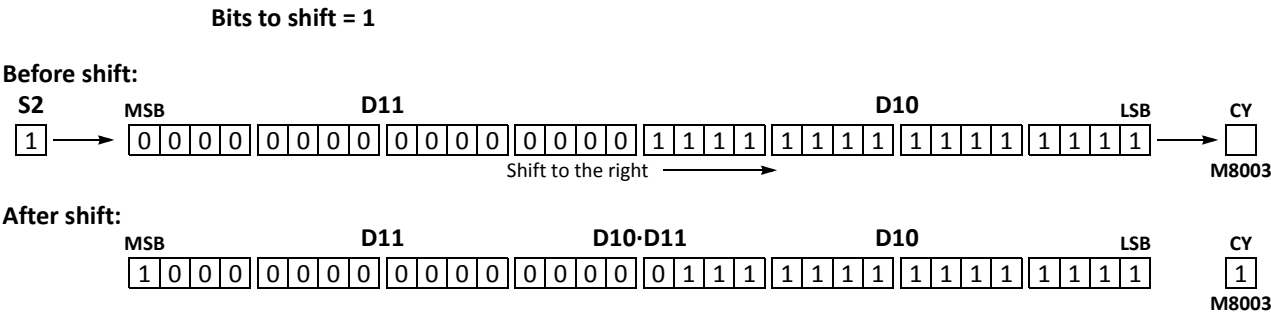 Bits to shift = 1
Before shift:
S2 MSB D11 D10 LSB CY
1 0 0 0 0 0 0 0 0 0 0 0 0 0 0 0 0 1 1 1 1 1 1 1 1 1 1 1 1 1 1 1 1
Shift to the right M8003
After shift:
MSB D11 D10·D11 D10 LSB CY
1 0 0 0 0 0 0 0 0 0 0 0 0 0 0 0 0 1 1 1 1 1 1 1 1 1 1 1 1 1 1 1 1
M8003